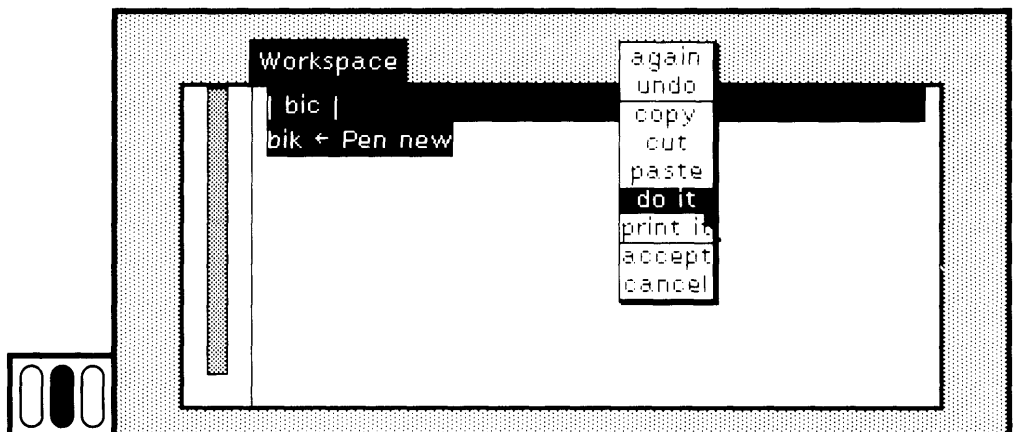 Workspace
| bic |
bik ← Pen new
again
undo
copy
cut
paste
do it
print it
accept
cancel